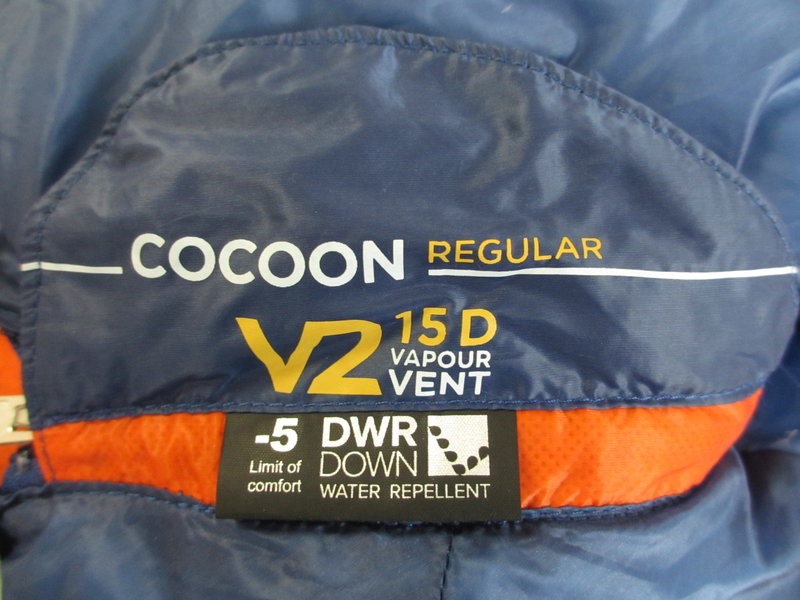 COCOON REGULAR
V2 15 D
VAPOUR
VENT
-5 DWR
Limit of DOWN
comfort WATER REPELLENT